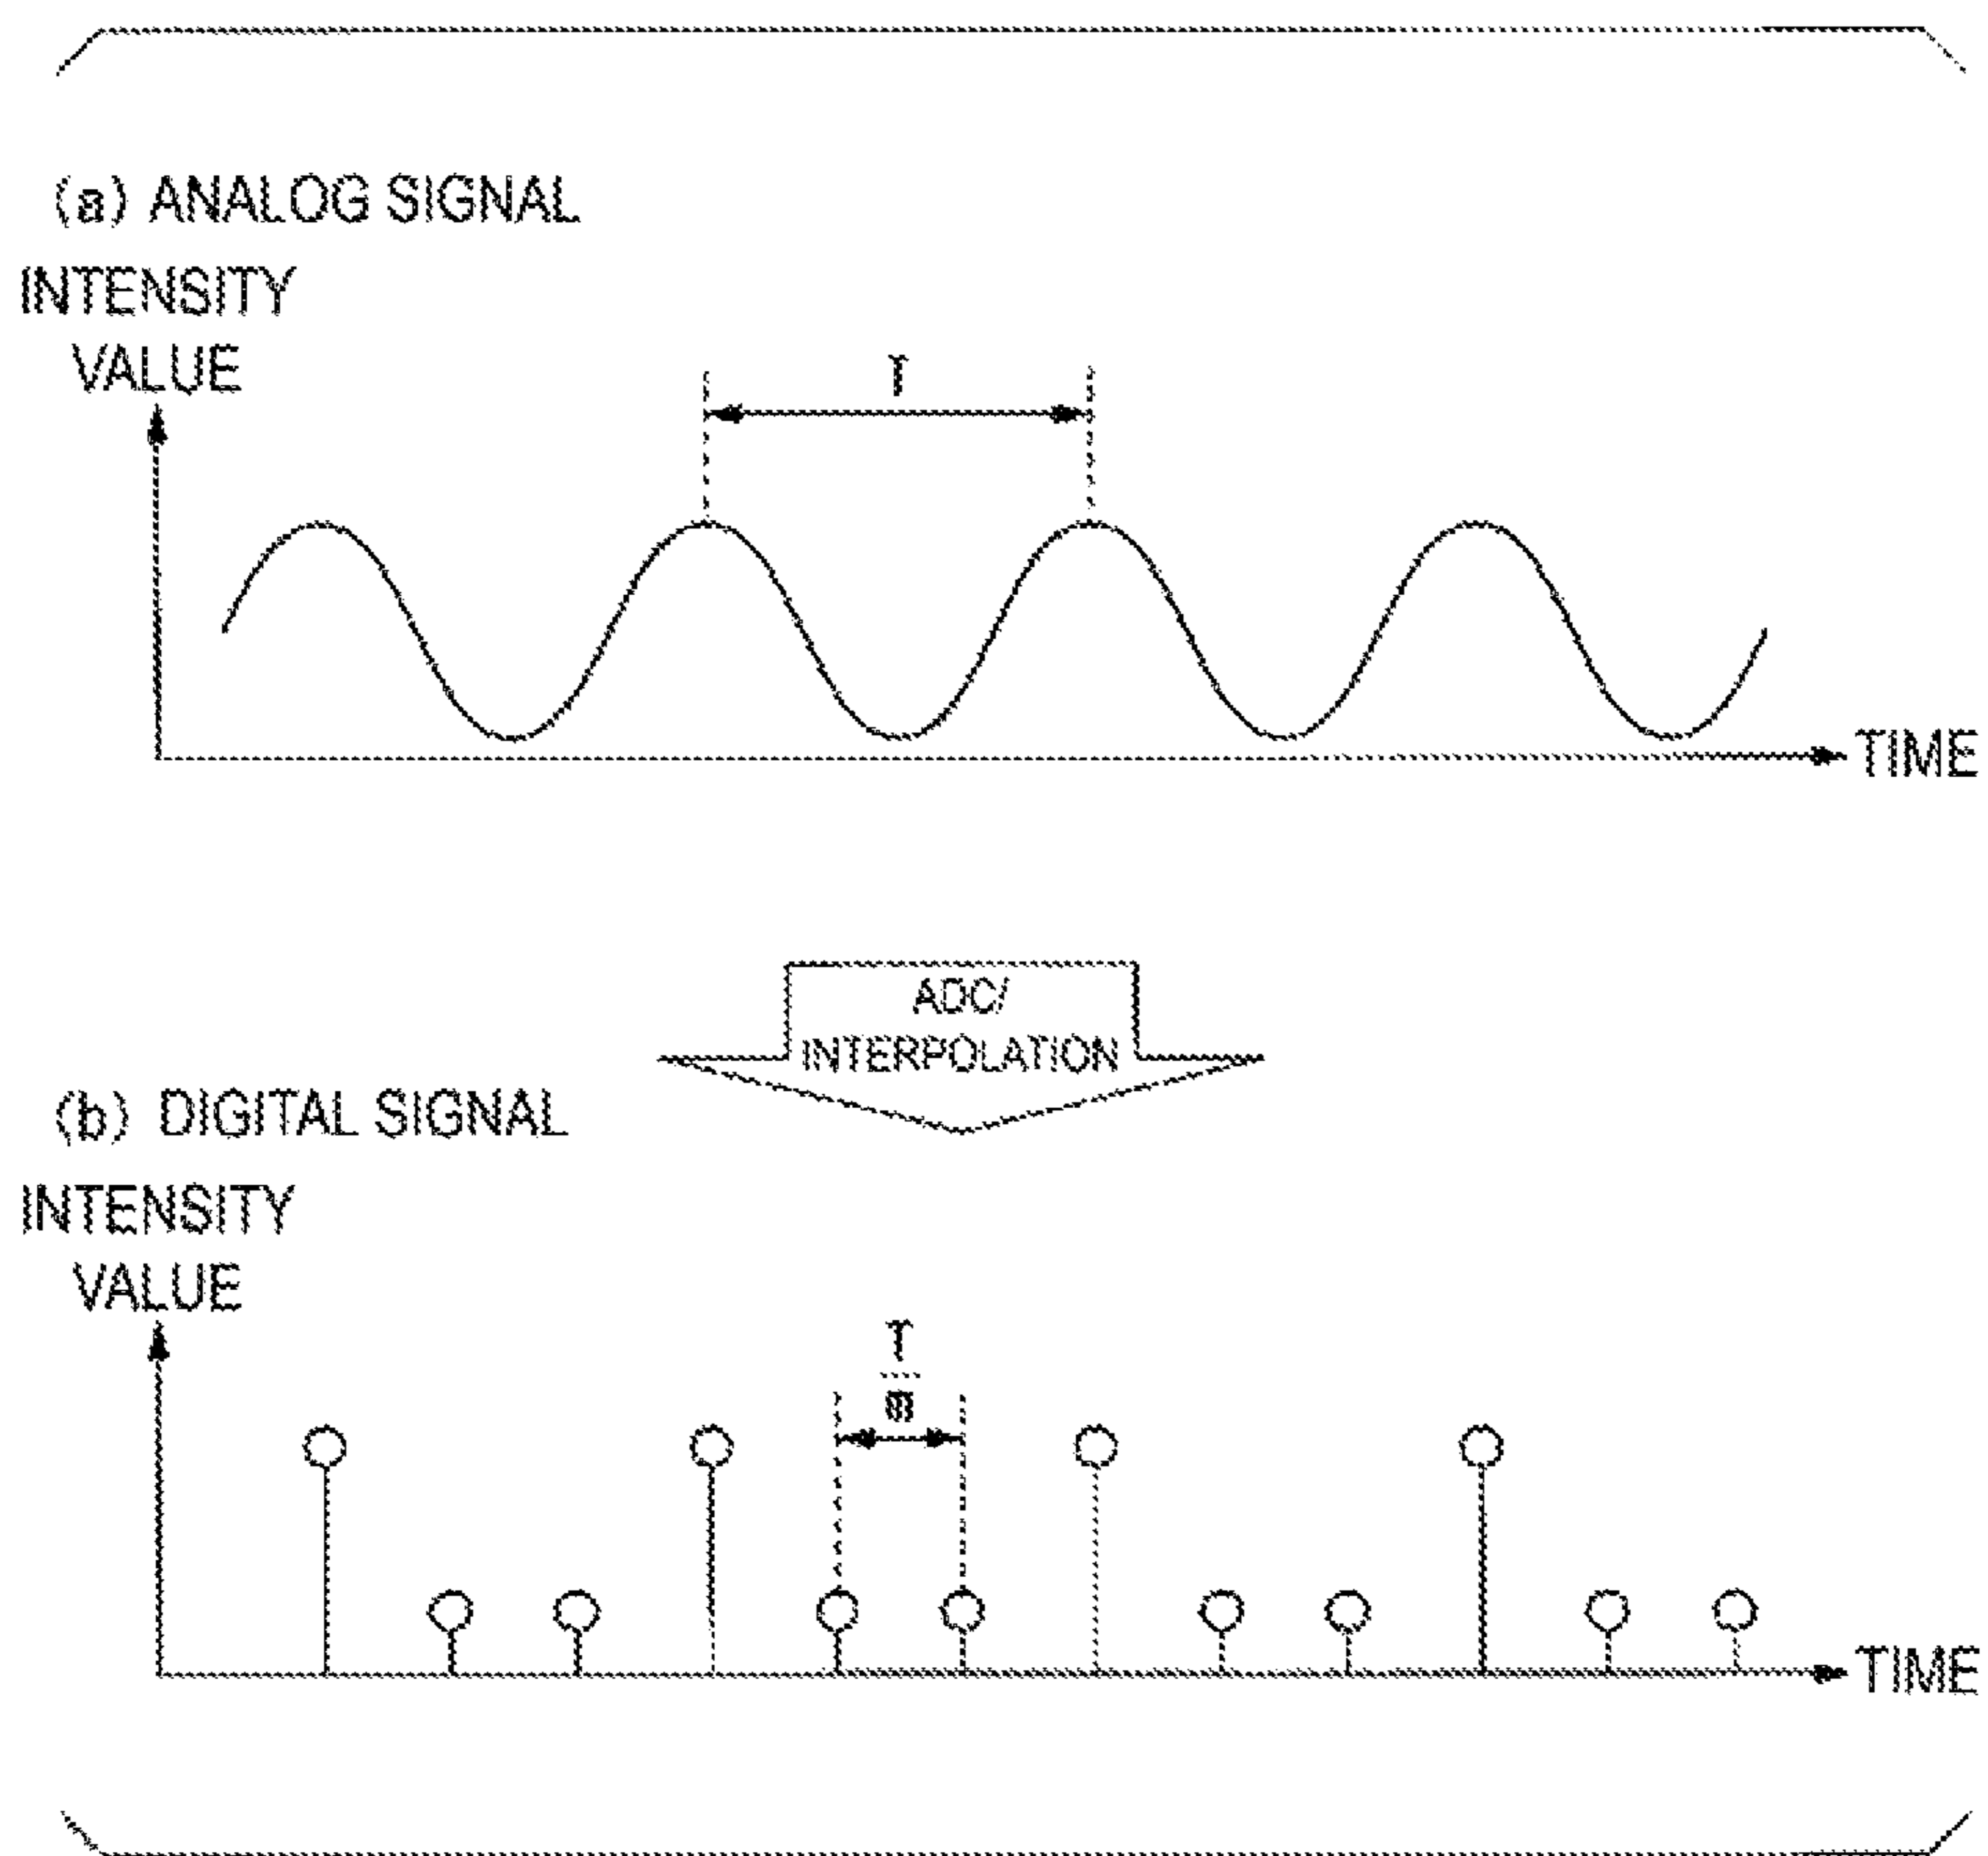 (a) ANALOG SIGNAL
INTENSITY
VALUE
T
TIME
ADC/
INTERPOLATION
(b) DIGITAL SIGNAL
INTENSITY
VALUE
T
m
TIME